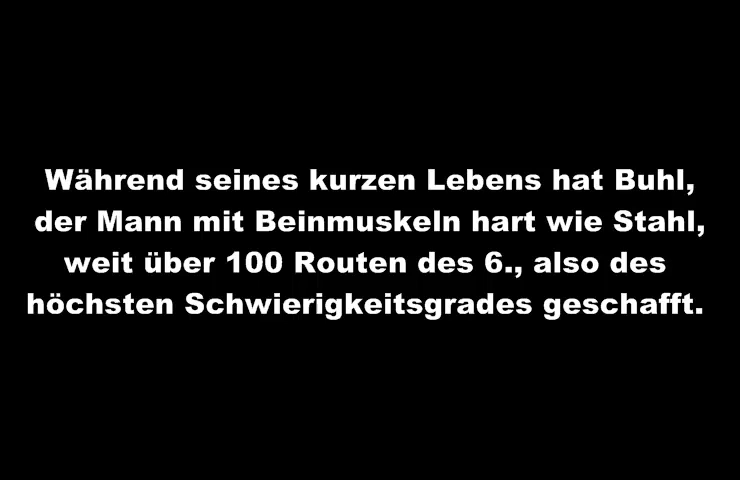 Während seines kurzen Lebens hat Buhl,
der Mann mit Beinmuskeln hart wie Stahl,
weit über 100 Routen des 6., also des
höchsten Schwierigkeitsgrades geschafft.